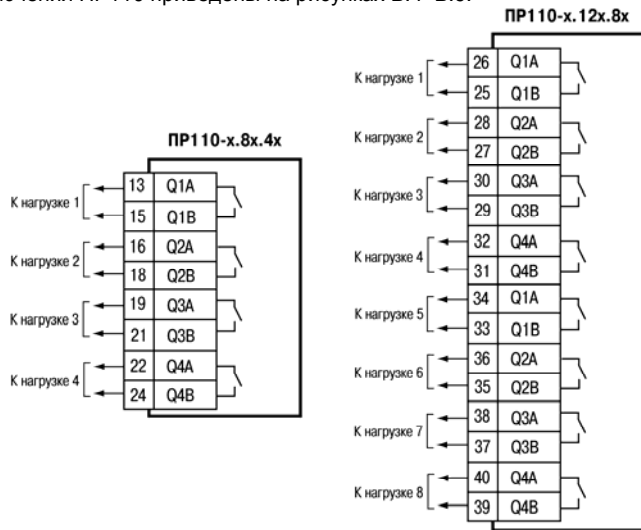 ПР110-х.12х.8х
К нагрузке 1
26 Q1A
25 Q1B
К нагрузке 2
28 Q2A
27 Q2B
К нагрузке 3
30 Q3A
29 Q3B
К нагрузке 4
32 Q4A
31 Q4B
К нагрузке 5
34 Q1A
33 Q1B
К нагрузке 6
36 Q2A
35 Q2B
К нагрузке 7
38 Q3A
37 Q3B
К нагрузке 8
40 Q4A
39 Q4B
ПР110-х.8х.4х
К нагрузке 1
13 Q1A
15 Q1B
К нагрузке 2
16 Q2A
18 Q2B
К нагрузке 3
19 Q3A
21 Q3B
К нагрузке 4
22 Q4A
24 Q4B